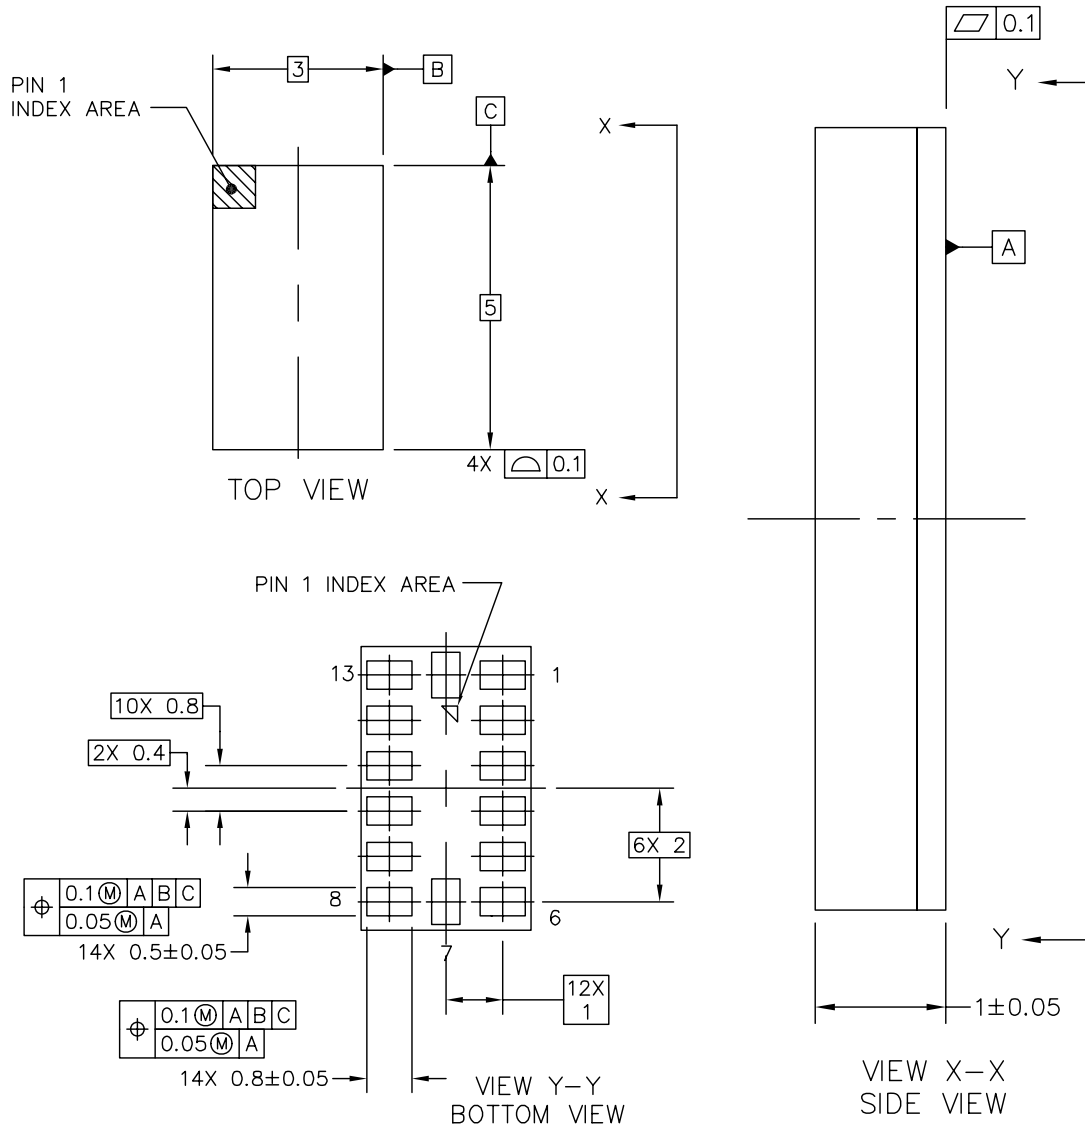 0.1
Y
3
B
PIN 1
INDEX AREA
C
X
A
5
4X 0.1
TOP VIEW
X
PIN 1 INDEX AREA
13
1
10X 0.8
2X 0.4
6X 2
0.1 Ⓜ A B C
0.05 Ⓜ A
8
6
14X 0.5±0.05
7
Y
12X
1
1±0.05
0.1 Ⓜ A B C
0.05 Ⓜ A
14X 0.8±0.05
VIEW Y-Y
BOTTOM VIEW
VIEW X-X
SIDE VIEW